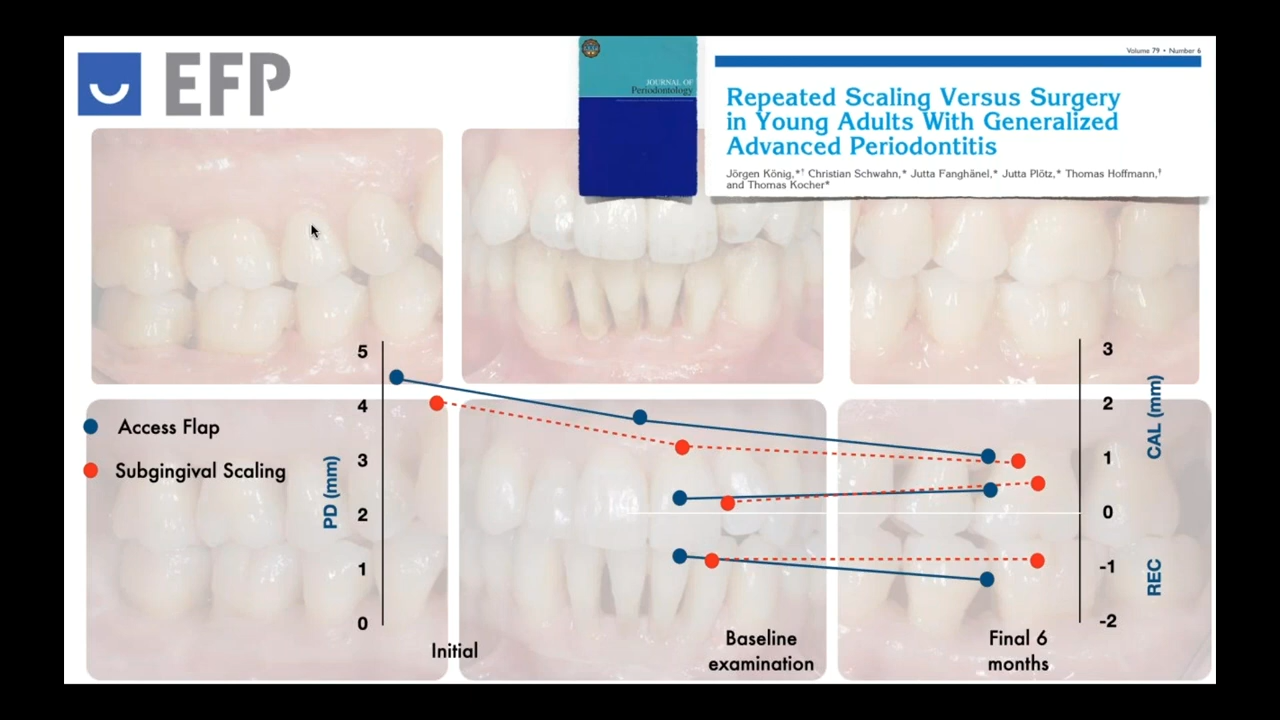 EFP
JOURNAL OF
Periodontology
Volume 79 • Number 6
Repeated Scaling Versus Surgery
in Young Adults With Generalized
Advanced Periodontitis
Jörgen König,*† Christian Schwahn,* Jutta Fanghänel,* Jutta Plötz,* Thomas Hoffmann,†
and Thomas Kocher*
Access Flap
Subgingival Scaling
PD (mm)
5
4
3
2
1
0
3
2
1
0
-1
-2
CAL (mm)
REC
Initial
Baseline
examination
Final 6
months